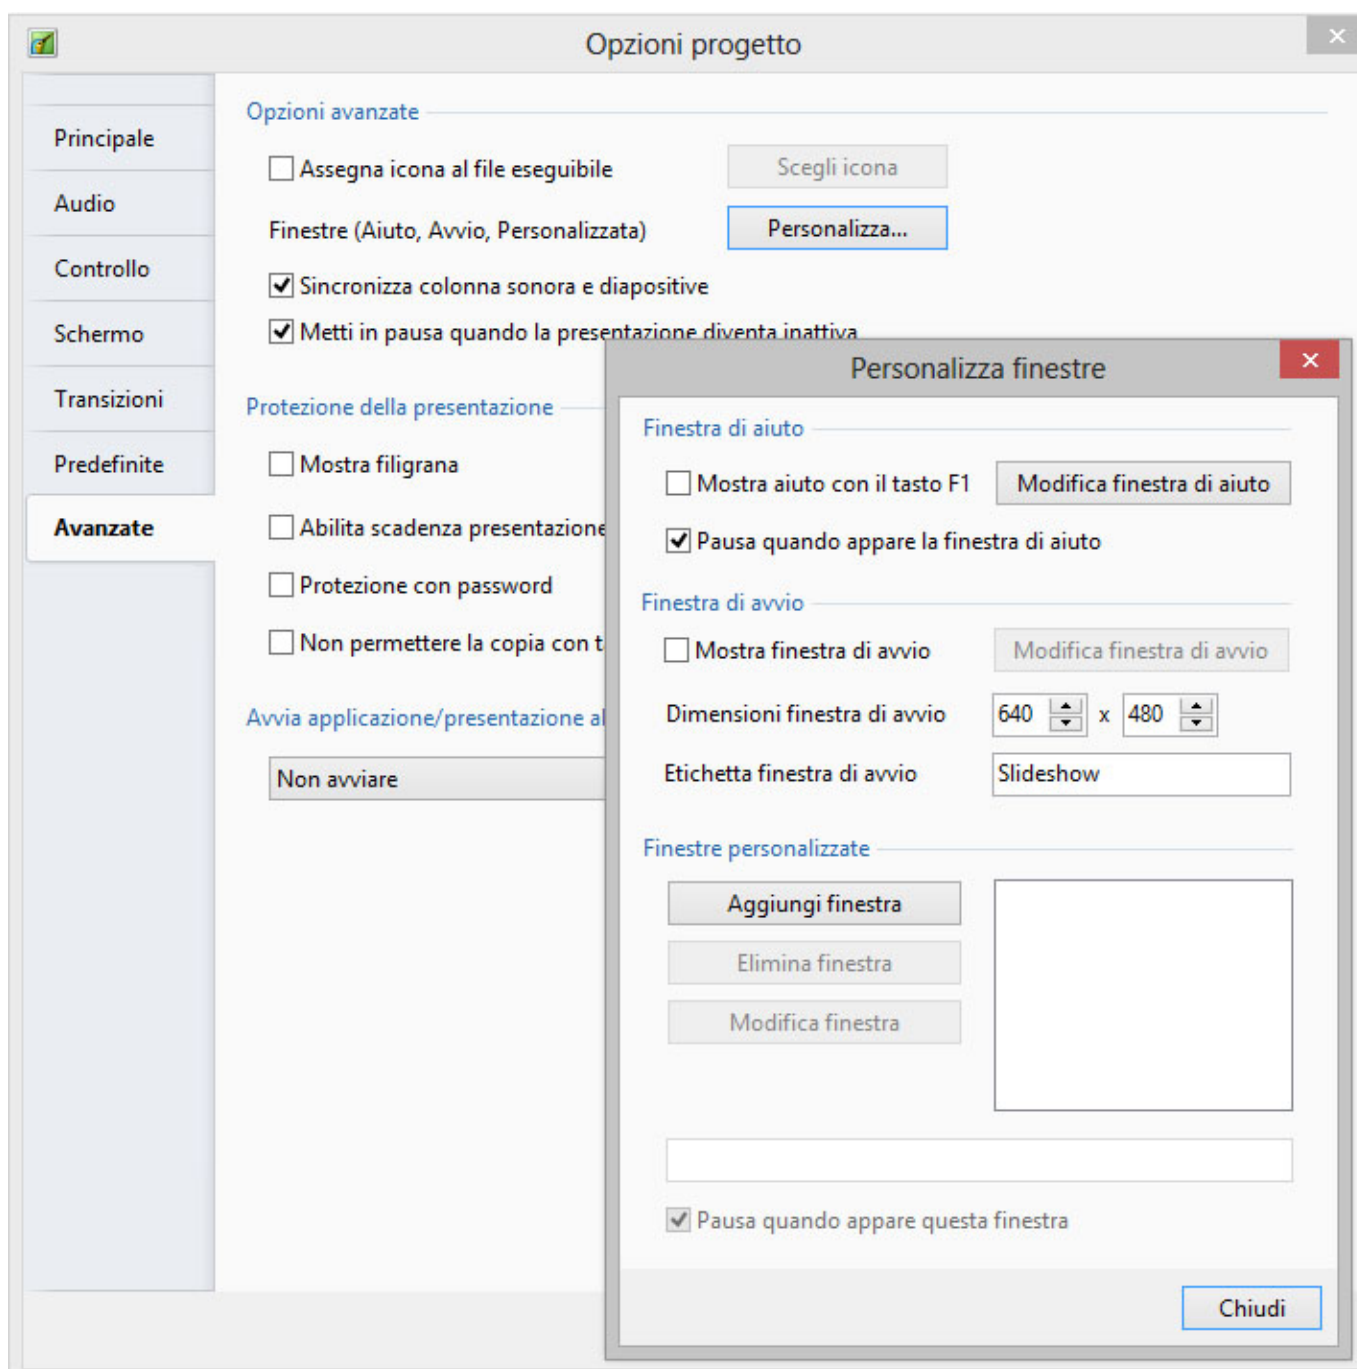 Opzioni progetto
Principale
Audio
Controllo
Schermo
Transizioni
Predefinite
Avanzate
Opzioni avanzate
Assegna icona al file eseguibile
Scegli icona
Finestre (Aiuto, Avvio, Personalizzata)
Personalizza...
Sincronizza colonna sonora e diapositive
Metti in pausa quando la presentazione diventa inattiva
Protezione della presentazione
Mostra filigrana
Abilita scadenza presentazione
Protezione con password
Non permettere la copia con t
Avvia applicazione/presentazione al
Non avviare
Personalizza finestre
Finestra di aiuto
Mostra aiuto con il tasto F1
Modifica finestra di aiuto
Pausa quando appare la finestra di aiuto
Finestra di avvio
Mostra finestra di avvio
Modifica finestra di avvio
Dimensioni finestra di avvio
640 x 480
Etichetta finestra di avvio
Slideshow
Finestre personalizzate
Aggiungi finestra
Elimina finestra
Modifica finestra
Pausa quando appare questa finestra
Chiudi